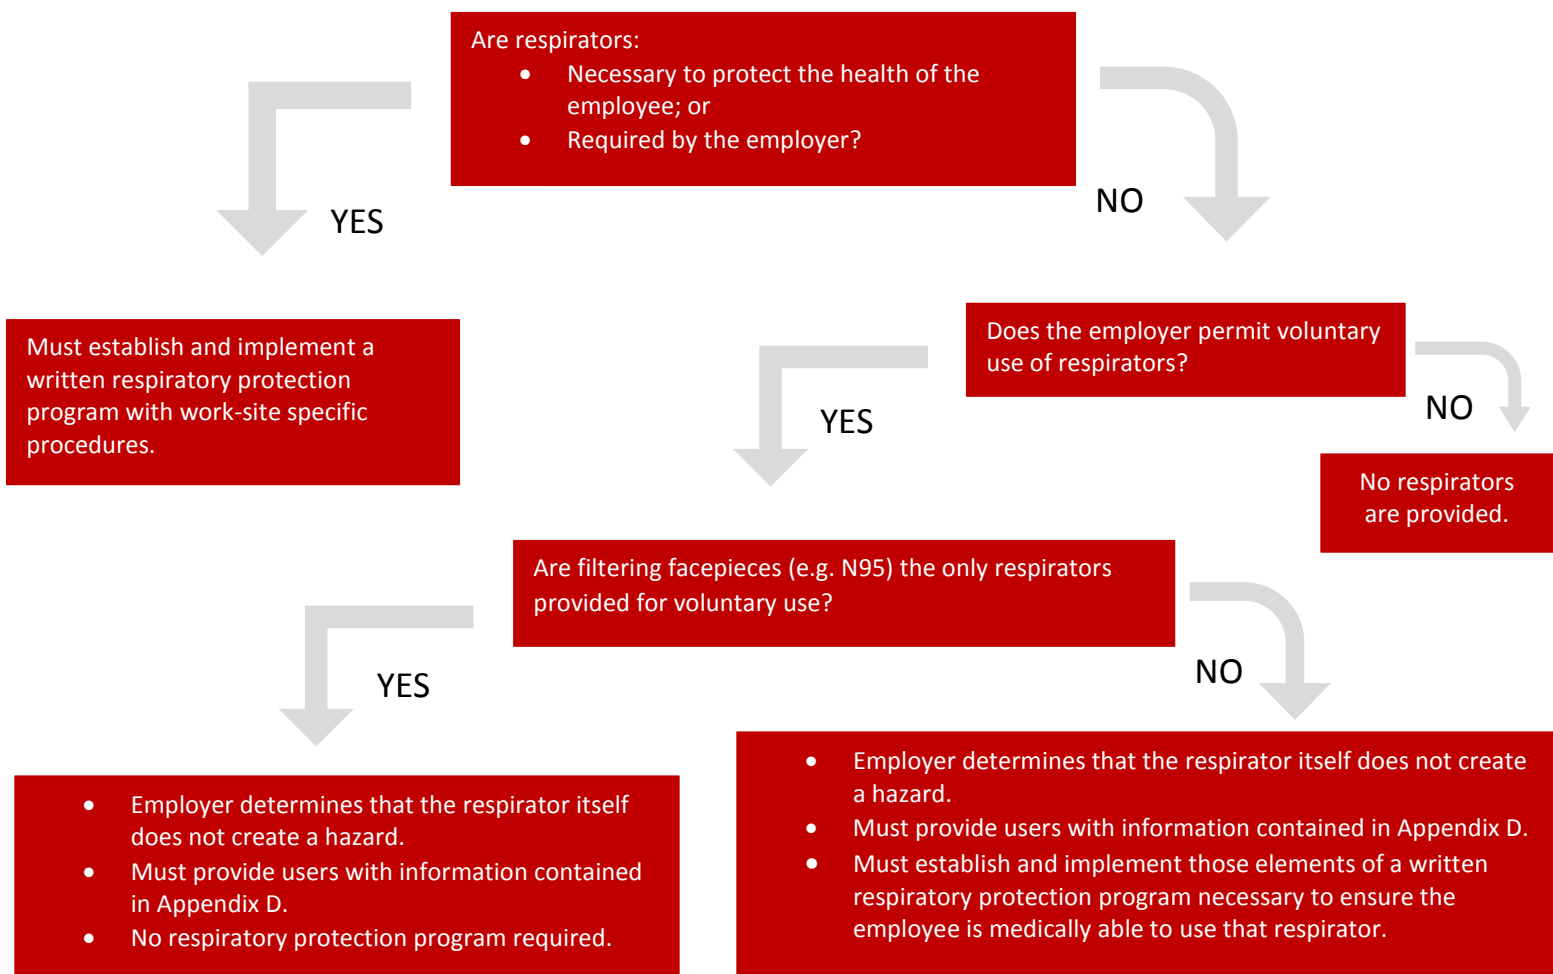 Are respirators:
• Necessary to protect the health of the
employee; or
• Required by the employer?
YES
NO
Must establish and implement a
written respiratory protection
program with work-site specific
procedures.
Does the employer permit voluntary
use of respirators?
YES
NO
No respirators
are provided.
Are filtering facepieces (e.g. N95) the only respirators
provided for voluntary use?
YES
NO
• Employer determines that the respirator itself
does not create a hazard.
• Must provide users with information contained
in Appendix D.
• No respiratory protection program required.
• Employer determines that the respirator itself does not create
a hazard.
• Must provide users with information contained in Appendix D.
• Must establish and implement those elements of a written
respiratory protection program necessary to ensure the
employee is medically able to use that respirator.